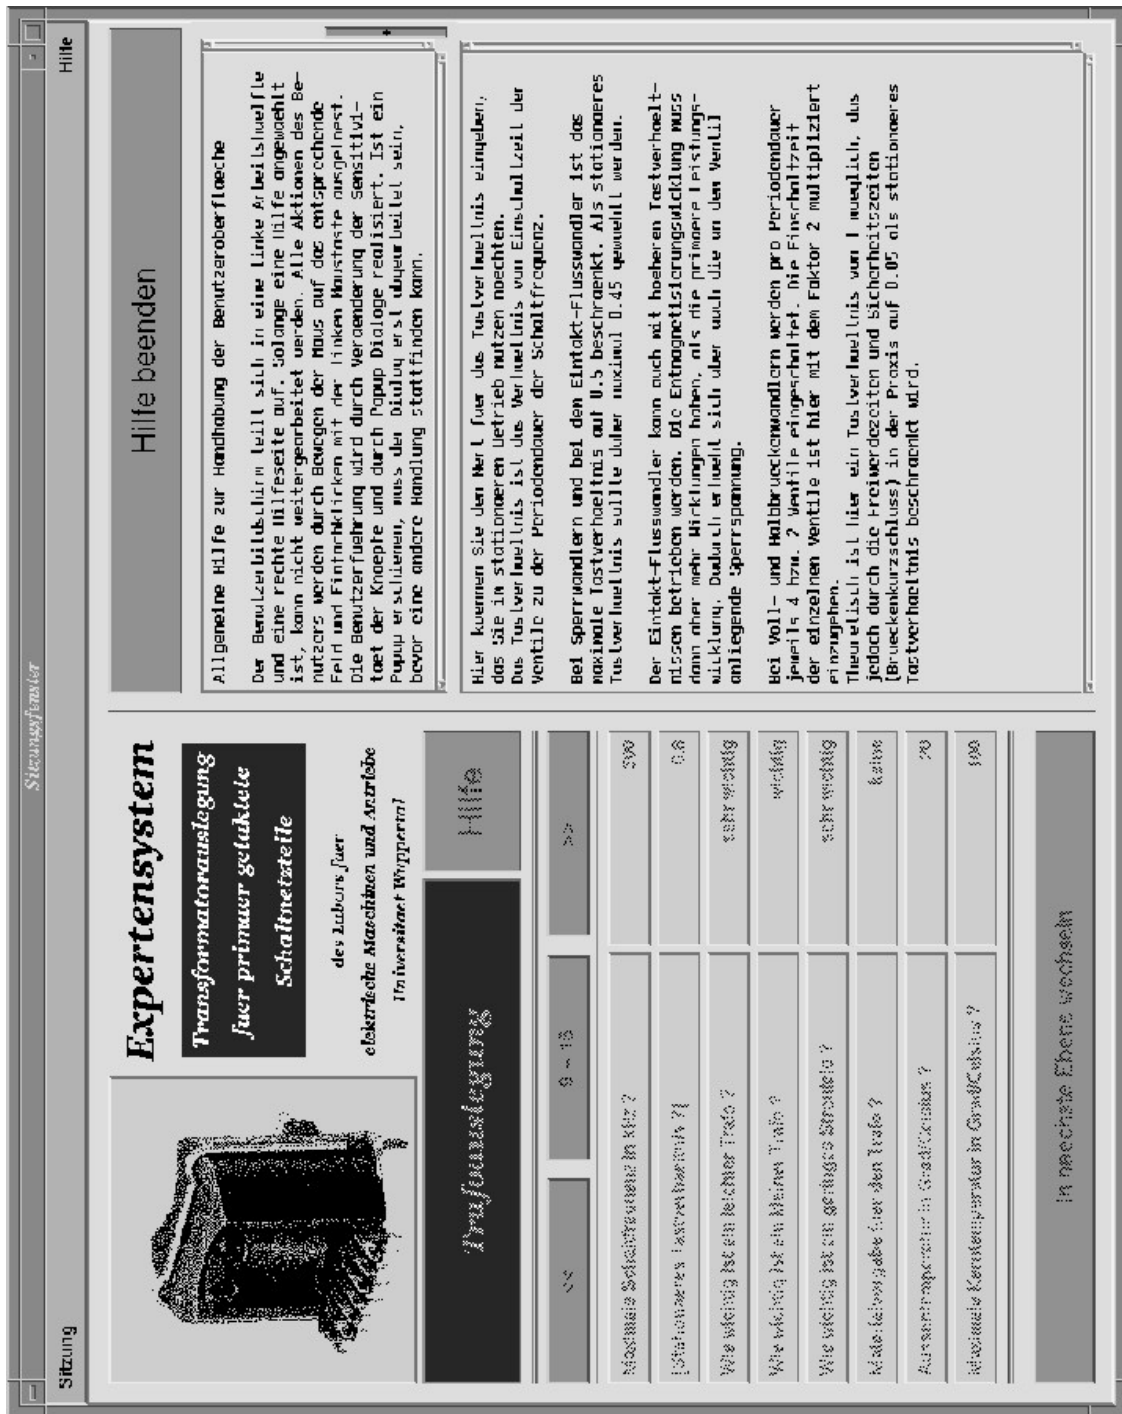 Sitzungsfenster
Sitzung
Hilfe
Expertensystem
Transformatorauslegung
fuer primaer getaktete
Schaltnetzteile
des Labors fuer
elektrische Maschinen und Antriebe
Universitaet Wuppertal
Trafoauslegung
Hilfe
<<
9 - 16
>>
Maximale Schaltfrequenz in kHz ?
[Stationaeres Tastverhaeltnis ?]
0.8
Wie wichtig ist ein leichter Trafo ?
sehr wichtig
Wie wichtig ist ein kleiner Trafo ?
wichtig
Wie wichtig ist ein geringes Streufeld ?
sehr wichtig
Materialvorgabe fuer den Trafo ?
keine
Aussentemperatur in Grad/Celsius ?
Maximale Kerntemperatur in Grad/Celsius ?
100
In naechste Ebene wechseln
Hilfe beenden
Allgemeine Hilfe zur Handhabung der Benutzeroberflaeche
Der Benutzerbildschirm teilt sich in eine linke Arbeitshaelfte
und eine rechte Hilfeseite auf. Solange eine Hilfe angewaehlt
ist, kann nicht weitergearbeitet werden. Alle Aktionen des Be-
nutzers werden durch Bewegen der Maus auf das entsprechende
Feld und Einfachklicken mit der linken Maustaste ausgeloest.
Die Benutzerfuehrung wird durch Veraenderung der Sensitivi-
taet der Knoepfe und durch Popup Dialoge realisiert. Ist ein
Popup erschienen, muss der Dialog erst abgearbeitet sein,
bevor eine andere Handlung stattfinden kann.
Hier koennen Sie den Wert fuer das Tastverhaeltnis eingeben,
das Sie im stationaeren Betrieb nutzen moechten.
Das Tastverhaeltnis ist das Verhaeltnis von Einschaltzeit der
Ventile zu der Periodendauer der Schaltfrequenz.
Bei Sperrwandlern und bei dem Eintakt-Flusswandler ist das
maximale Tastverhaeltnis auf 0.5 beschraenkt. Als stationaeres
Tastverhaeltnis sollte daher maximal 0.45 gewaehlt werden.
Der Eintakt-Flusswandler kann auch mit hoeheren Tastverhaelt-
nissen betrieben werden. Die Entmagnetisierungswicklung muss
dann aber mehr Wirkungen haben, als die primaere Leistungs-
wicklung. Dadurch erhoeht sich aber auch die an dem Ventil
anliegende Sperrspannung.
Bei Voll- und Halbbrueckenwandlern werden pro Periodendauer
jeweils 4 bzw. 2 Ventile eingeschaltet. Die Einschaltzeit
der einzelnen Ventile ist hier mit dem Faktor 2 multipliziert
einzugeben.
Theoretisch ist hier ein Tastverhaeltnis von 1 moeglich, das
jedoch durch die Freiwerdezeiten und Sicherheitszeiten
(Brueckenkurzschluss) in der Praxis auf 0.85 als stationaeres
Tastverhaeltnis beschraenkt wird.